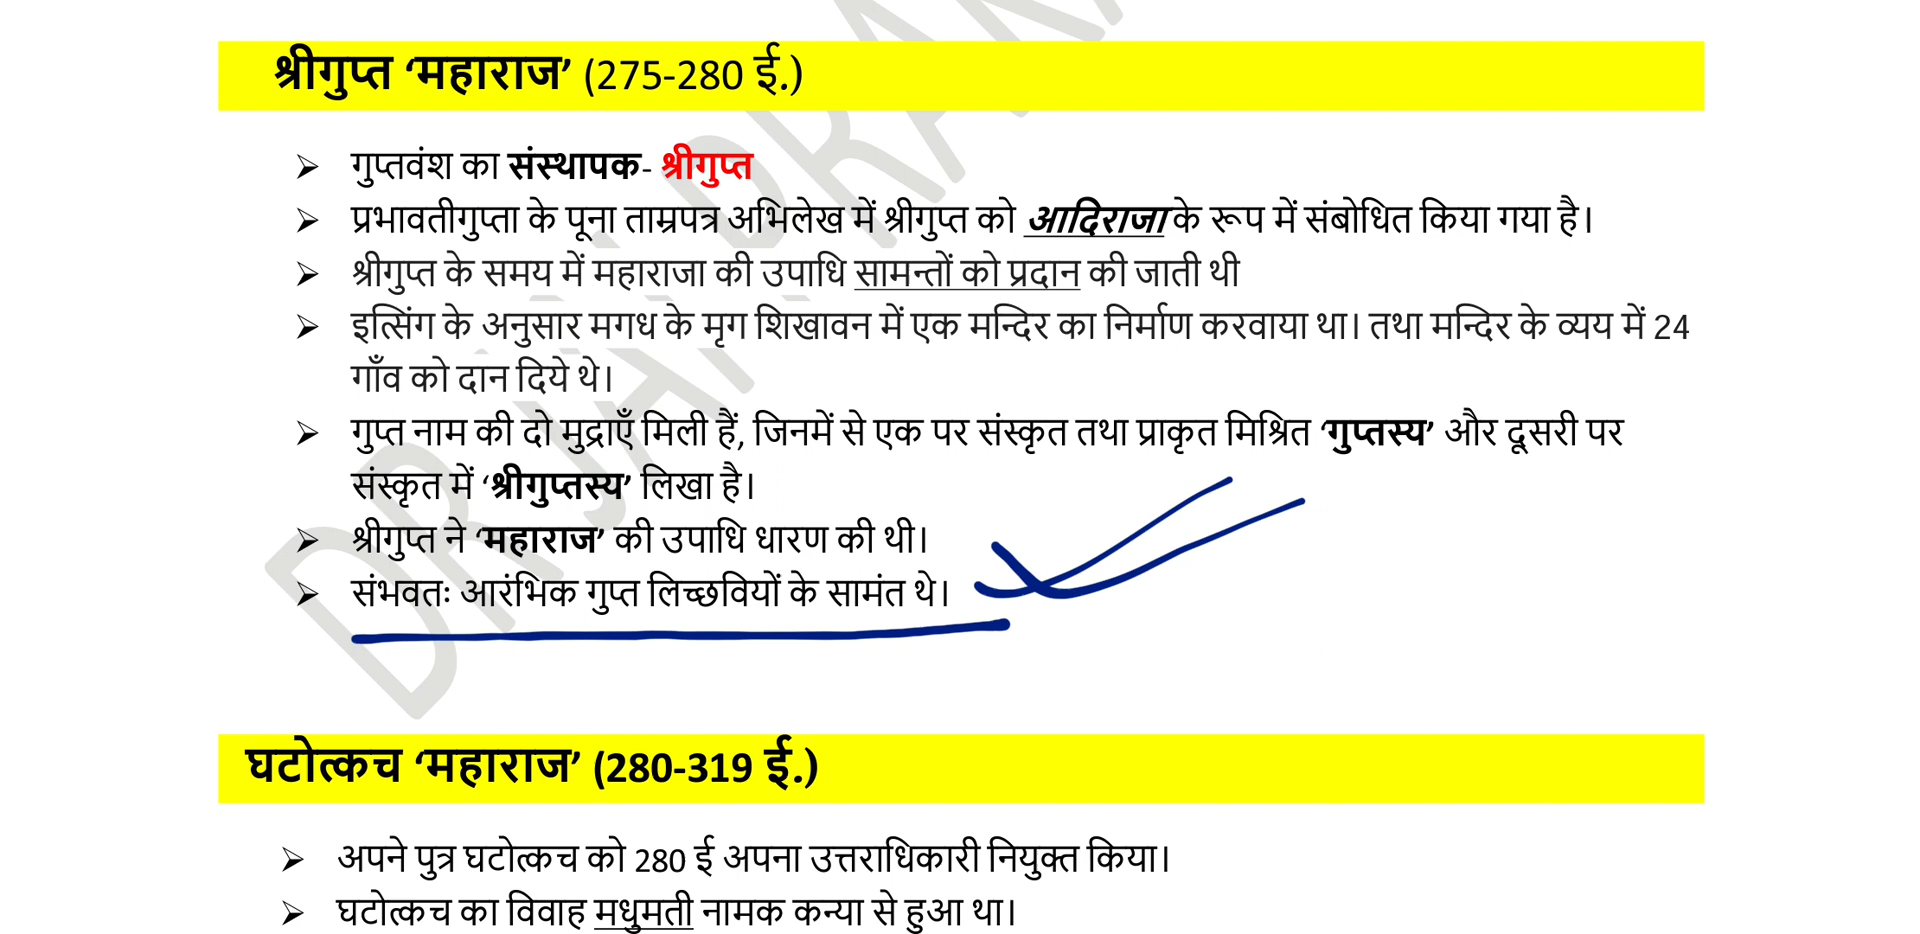 श्रीगुप्त ‘महाराज’ (275-280 ई.)
➢ गुप्तवंश का संस्थापक- श्रीगुप्त
➢ प्रभावतीगुप्ता के पूना ताम्रपत्र अभिलेख में श्रीगुप्त को आदिराजा के रूप में संबोधित किया गया है।
➢ श्रीगुप्त के समय में महाराजा की उपाधि सामन्तों को प्रदान की जाती थी
➢ इत्सिंग के अनुसार मगध के मृग शिखावन में एक मन्दिर का निर्माण करवाया था। तथा मन्दिर के व्यय में 24
गाँव को दान दिये थे।
➢ गुप्त नाम की दो मुद्राएँ मिली हैं, जिनमें से एक पर संस्कृत तथा प्राकृत मिश्रित ‘गुप्तस्य’ और दूसरी पर
संस्कृत में ‘श्रीगुप्तस्य’ लिखा है।
➢ श्रीगुप्त ने ‘महाराज’ की उपाधि धारण की थी।
➢ संभवतः आरंभिक गुप्त लिच्छवियों के सामंत थे।
घटोत्कच ‘महाराज’ (280-319 ई.)
➢ अपने पुत्र घटोत्कच को 280 ई अपना उत्तराधिकारी नियुक्त किया।
➢ घटोत्कच का विवाह मधुमती नामक कन्या से हुआ था।